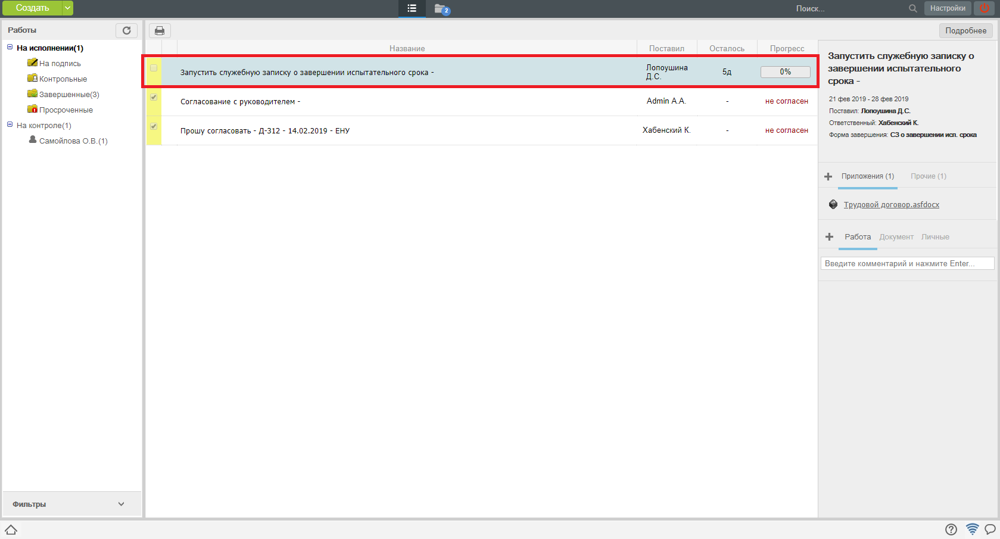 Создать
2
Поиск...
Настройки
Работы
Подробнее
На исполнении(1)
На подпись
Контрольные
Завершенные(3)
Просроченные
На контроле(1)
Самойлова О.В.(1)
Фильтры
Название Поставил Осталось Прогресс
Запустить служебную записку о завершении испытательного срока - Лопоушина Д.С. 5д 0%
Согласование с руководителем - Admin А.А. - не согласен
Прошу согласовать - Д-312 - 14.02.2019 - ЕНУ Хабенский К. - не согласен
Запустить служебную записку о
завершении испытательного
срока -
21 фев 2019 - 28 фев 2019
Поставил: Лопоушина Д.С.
Ответственный: Хабенский К.
Форма завершения: СЗ о завершении исп. срока
Приложения (1) Прочие (1)
Трудовой договор.asfdocx
Работа Документ Личные
Введите комментарий и нажмите Enter...